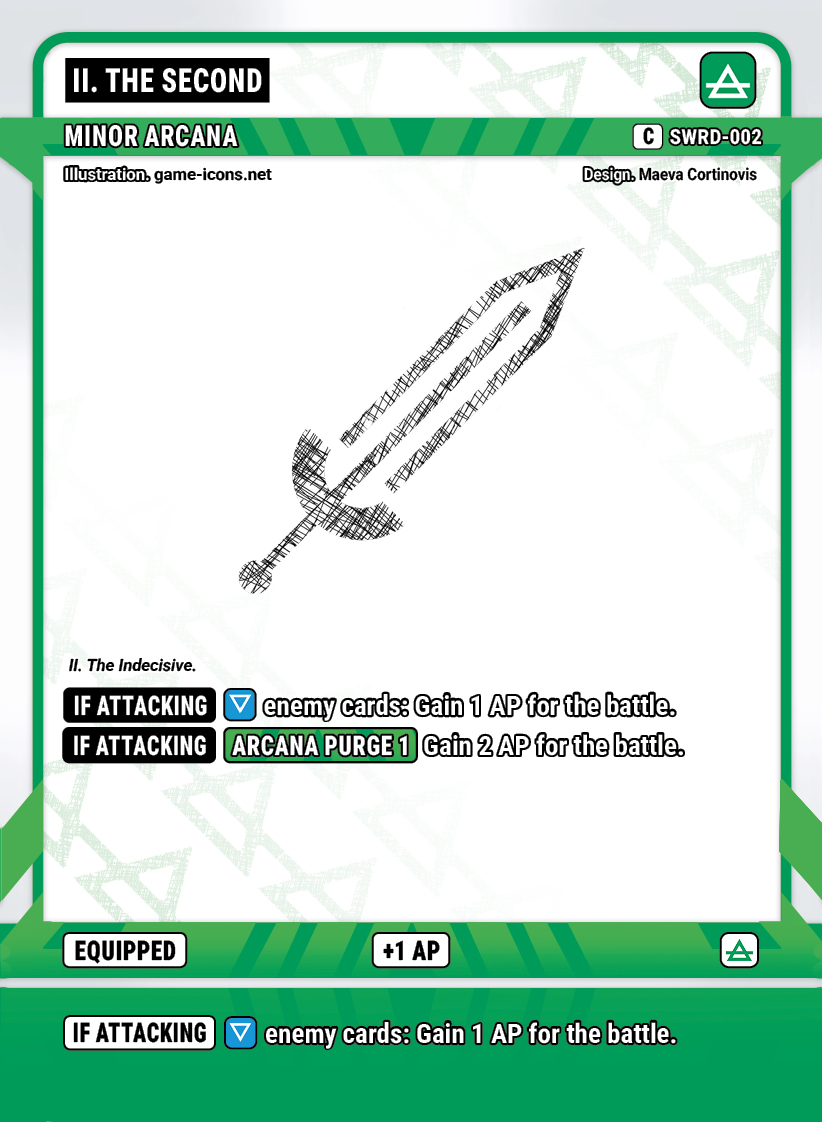 II. THE SECOND
MINOR ARCANA
C SWRD-002
Illustration. game-icons.net
Design. Maeva Cortinovis
II. The Indecisive.
IF ATTACKING enemy cards: Gain 1 AP for the battle.
IF ATTACKING ARCANA PURGE 1 Gain 2 AP for the battle.
EQUIPPED
+1 AP
IF ATTACKING enemy cards: Gain 1 AP for the battle.